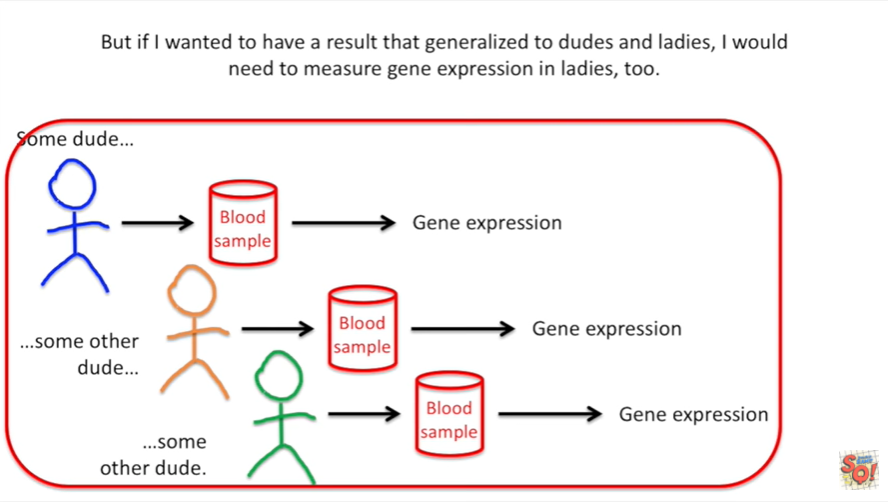 But if I wanted to have a result that generalized to dudes and ladies, I would
need to measure gene expression in ladies, too.
Some dude...
Blood
sample
Gene expression
...some other
dude...
Blood
sample
Gene expression
...some
other dude.
Blood
sample
Gene expression
SO!